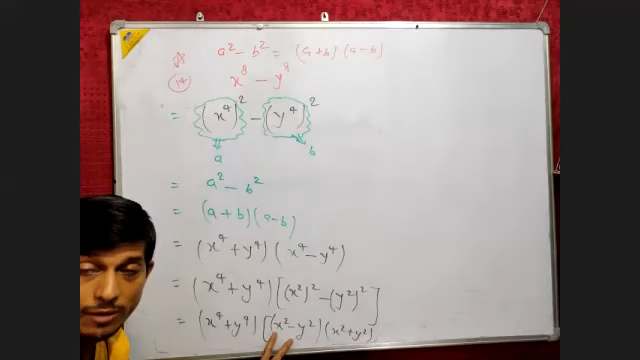 a² - b² = (a+b) (a-b)
(14) x⁸ - y⁸
= (x⁴)² - (y⁴)²
a b
= a² - b²
= (a+b) (a-b)
= (x⁴+y⁴) (x⁴-y⁴)
= (x⁴+y⁴) [(x²)² - (y²)²]
= (x⁴+y⁴) [(x²-y²) (x²+y²)]